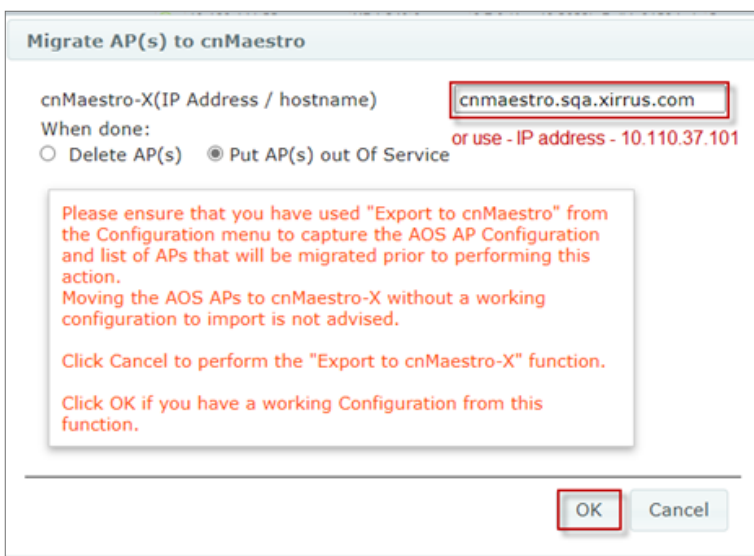 Migrate AP(s) to cnMaestro
cnMaestro-X(IP Address / hostname)
cnmaestro.sqa.xirrus.com
When done:
or use - IP address - 10.110.37.101
Delete AP(s)
Put AP(s) out Of Service
Please ensure that you have used "Export to cnMaestro" from
the Configuration menu to capture the AOS AP Configuration
and list of APs that will be migrated prior to performing this
action.
Moving the AOS APs to cnMaestro-X without a working
configuration to import is not advised.
Click Cancel to perform the "Export to cnMaestro-X" function.
Click OK if you have a working Configuration from this
function.
OK
Cancel